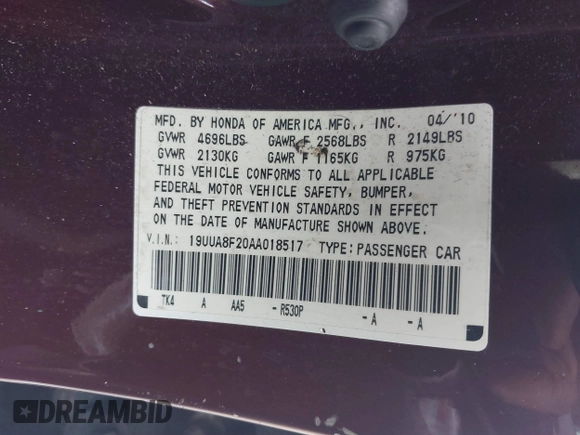 MFD. BY HONDA OF AMERICA MFG., INC. 04/'10
GVWR 4696LBS GAWR F 2568LBS R 2149LBS
GVWR 2130KG GAWR F 1165KG R 975KG
THIS VEHICLE CONFORMS TO ALL APPLICABLE
FEDERAL MOTOR VEHICLE SAFETY, BUMPER,
AND THEFT PREVENTION STANDARDS IN EFFECT
ON THE DATE OF MANUFACTURE SHOWN ABOVE.
V.I.N.: 19UUA8F20AA018517 TYPE: PASSENGER CAR
TK4 A AA5 -R530P -A -A
DREAMBID